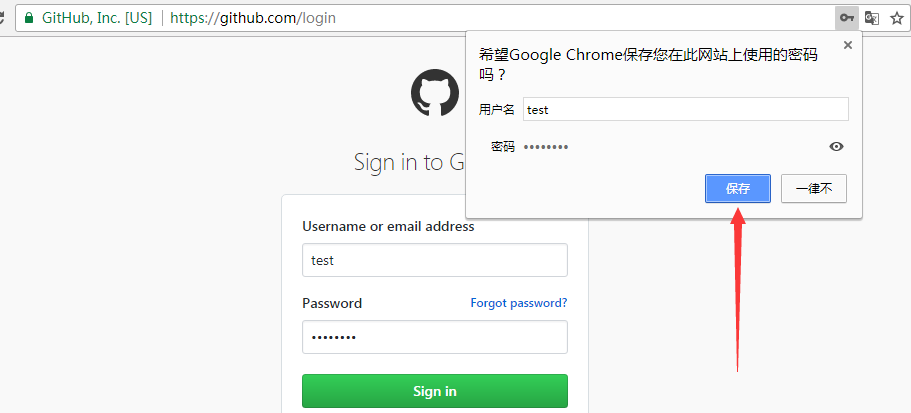 GitHub, Inc. [US] | https://github.com/login
希望Google Chrome保存您在此网站上使用的密码
吗？
用户名 test
密码 ••••••••
保存 一律不
Sign in to G
Username or email address
test
Password Forgot password?
••••••••
Sign in